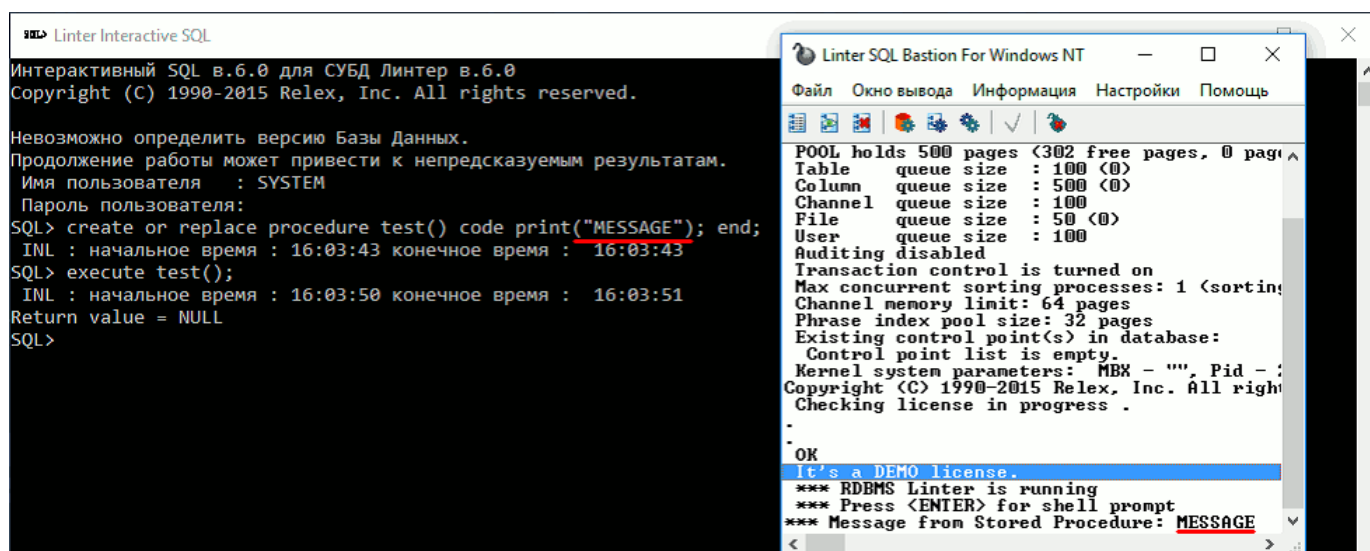 SQL> Linter Interactive SQL
Интерактивный SQL в.6.0 для СУБД Линтер в.6.0
Copyright (C) 1990-2015 Relex, Inc. All rights reserved.
Невозможно определить версию Базы Данных.
Продолжение работы может привести к непредсказуемым результатам.
Имя пользователя   : SYSTEM
Пароль пользователя:
SQL> create or replace procedure test() code print("MESSAGE"); end;
INL : начальное время : 16:03:43 конечное время :  16:03:43
SQL> execute test();
INL : начальное время : 16:03:50 конечное время :  16:03:51
Return value = NULL
SQL>
Linter SQL Bastion For Windows NT
Файл Окно вывода Информация Настройки Помощь
POOL holds 500 pages (302 free pages, 0 page
Table    queue size  : 100 (0)
Column   queue size  : 500 (0)
Channel  queue size  : 100
File     queue size  : 50 (0)
User     queue size  : 100
Auditing disabled
Transaction control is turned on
Max concurrent sorting processes: 1 (sorting
Channel memory limit: 64 pages
Phrase index pool size: 32 pages
Existing control point(s) in database:
Control point list is empty.
Kernel system parameters:  MBX - "", Pid -
Copyright (C) 1990-2015 Relex, Inc. All righ
Checking license in progress .
.
.
OK
It's a DEMO license.
*** RDBMS Linter is running
*** Press <ENTER> for shell prompt
*** Message from Stored Procedure: MESSAGE